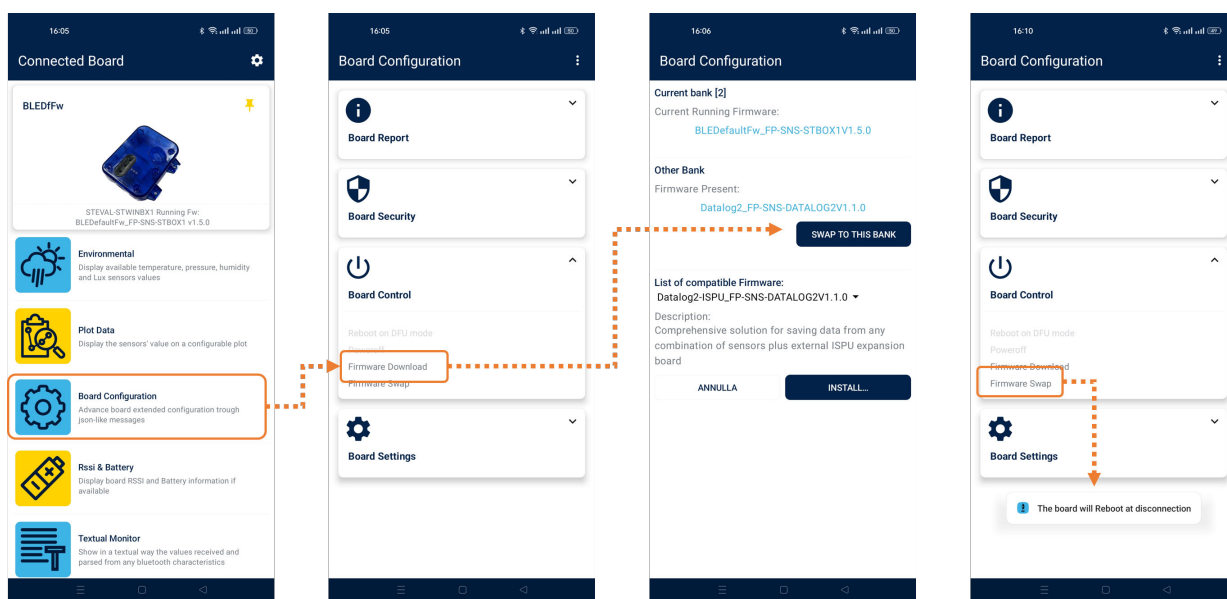 16:05
50
Connected Board
BLEDfFw
STEVAL-STWINBX1 Running Fw:
BLEDefaultFw_FP-SNS-STBOX1 v1.5.0
Environmental
Display available temperature, pressure, humidity
and Lux sensors values
Plot Data
Display the sensors' value on a configurable plot
Board Configuration
Advance board extended configuration trough
json-like messages
Rssi & Battery
Display board RSSI and Battery information if
available
Textual Monitor
Show in a textual way the values received and
parsed from any bluetooth characteristics
16:05
50
Board Configuration
Board Report
Board Security
Board Control
Reboot on DFU mode
Poweroff
Firmware Download
Firmware Swap
Board Settings
16:06
50
Board Configuration
Current bank [2]
Current Running Firmware:
BLEDefaultFw_FP-SNS-STBOX1V1.5.0
Other Bank
Firmware Present:
Datalog2_FP-SNS-DATALOG2V1.1.0
SWAP TO THIS BANK
List of compatible Firmware:
Datalog2-ISPU_FP-SNS-DATALOG2V1.1.0
Description:
Comprehensive solution for saving data from any
combination of sensors plus external ISPU expansion
board
ANNULLA INSTALL...
16:10
49
Board Configuration
Board Report
Board Security
Board Control
Reboot on DFU mode
Poweroff
Firmware Download
Firmware Swap
Board Settings
The board will Reboot at disconnection